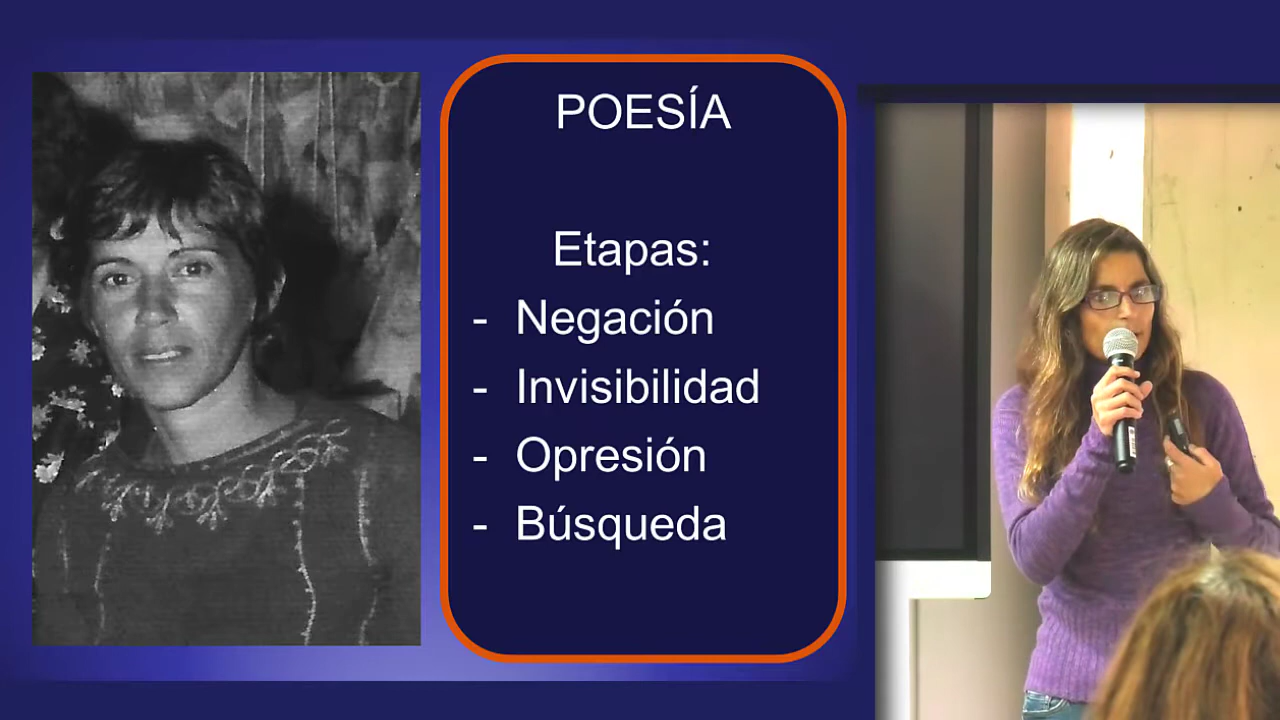 POESÍA
Etapas:
- Negación
- Invisibilidad
- Opresión
- Búsqueda